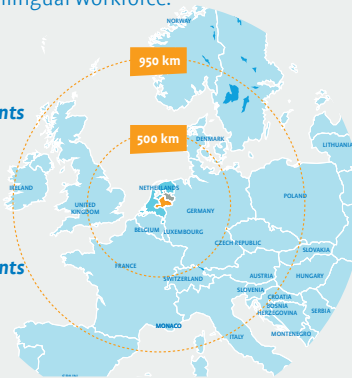 lingual workforce.
NORWAY
950 km
nts
500 km
DENMARK
LITHUANIA
IRELAND
NETHERLANDS
UNITED
KINGDOM
POLAND
GERMANY
BELGIUM
LUXEMBOURG
CZECH REPUBLIC
nts
FRANCE
SLOVAKIA
SWITZERLAND
AUSTRIA
HUNGARY
SLOVENIA
CROATIA
BOSNIA
HERZEGOVINA
SERBIA
MONACO
ITALY
MONTENEGRO
SPAIN